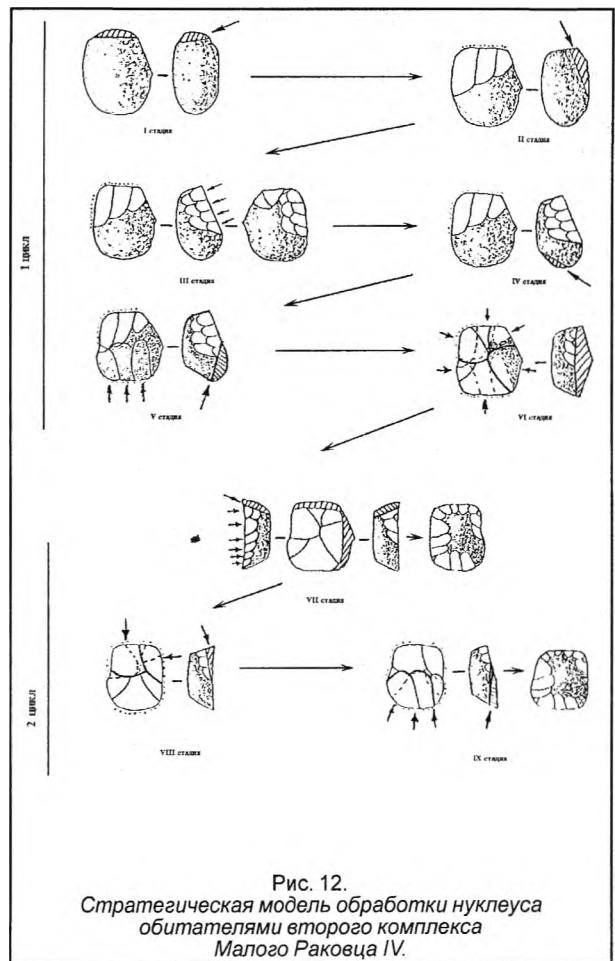 1 цикл
I стадия
II стадия
III стадия
IV стадия
V стадия
VI стадия
2 цикл
VII стадия
VIII стадия
IX стадия
Рис. 12.
Стратегическая модель обработки нуклеуса
обитателями второго комплекса
Малого Раковца IV.